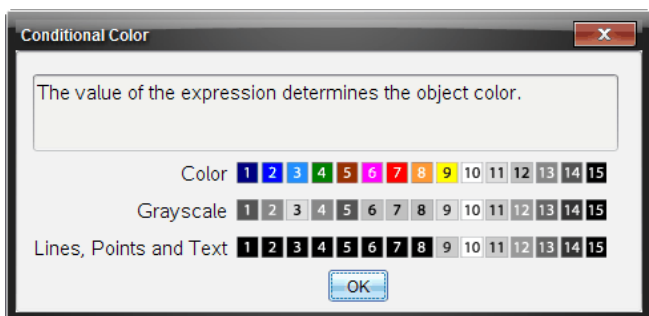 Conditional Color
The value of the expression determines the object color.
Color 1 2 3 4 5 6 7 8 9 10 11 12 13 14 15
Grayscale 1 2 3 4 5 6 7 8 9 10 11 12 13 14 15
Lines, Points and Text 1 2 3 4 5 6 7 8 9 10 11 12 13 14 15
OK